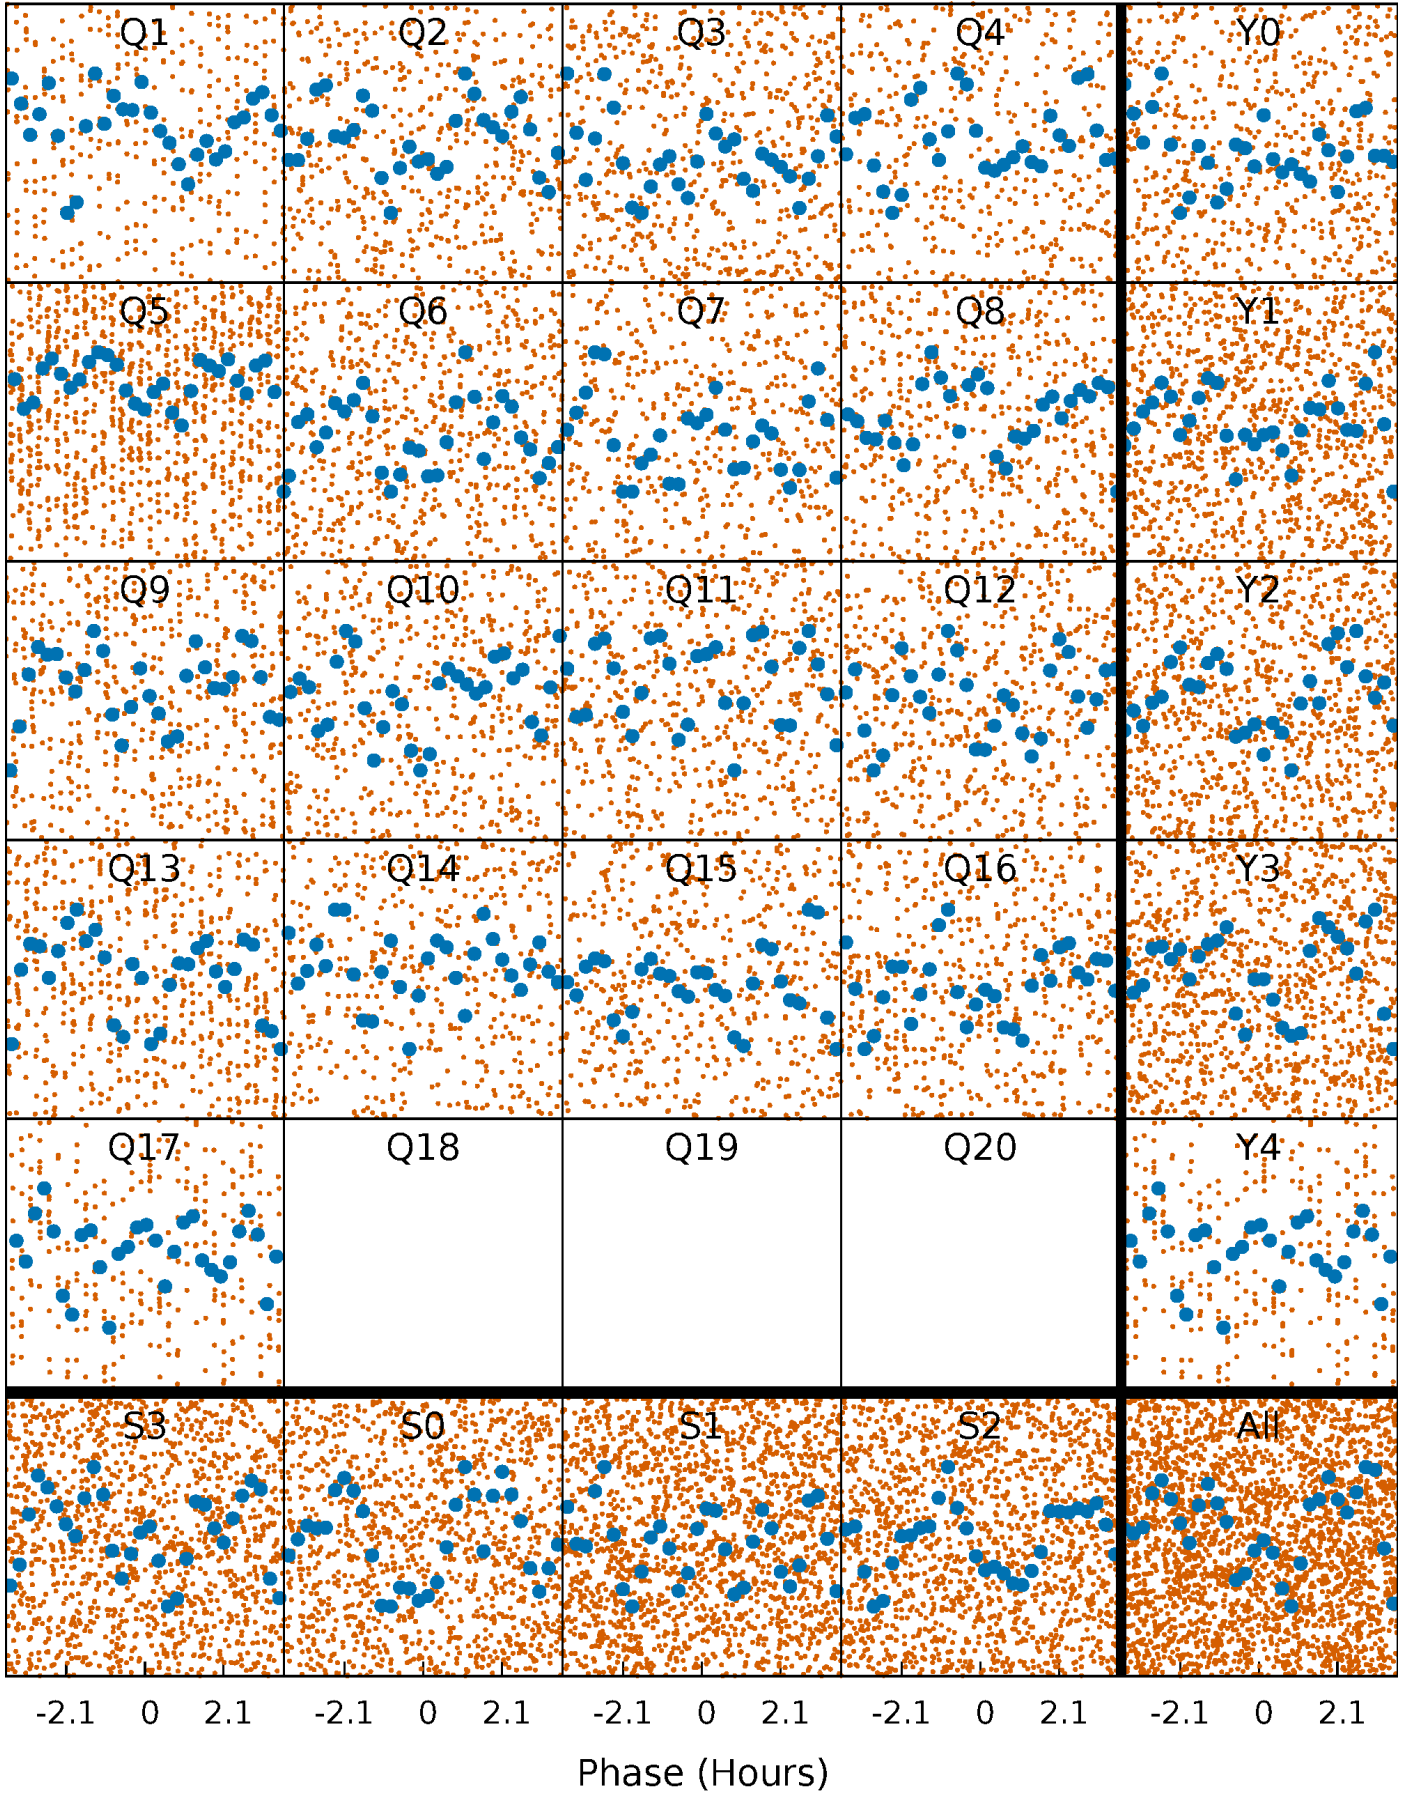 Q1 Q2 Q3 Q4 Y0
Q5 Q6 Q7 Q8 Y1
Q9 Q10 Q11 Q12 Y2
Q13 Q14 Q15 Q16 Y3
Q17 Q18 Q19 Q20 Y4
S3 S0 S1 S2 All
-2.1 0 2.1 -2.1 0 2.1 -2.1 0 2.1 -2.1 0 2.1 -2.1 0 2.1
Phase (Hours)